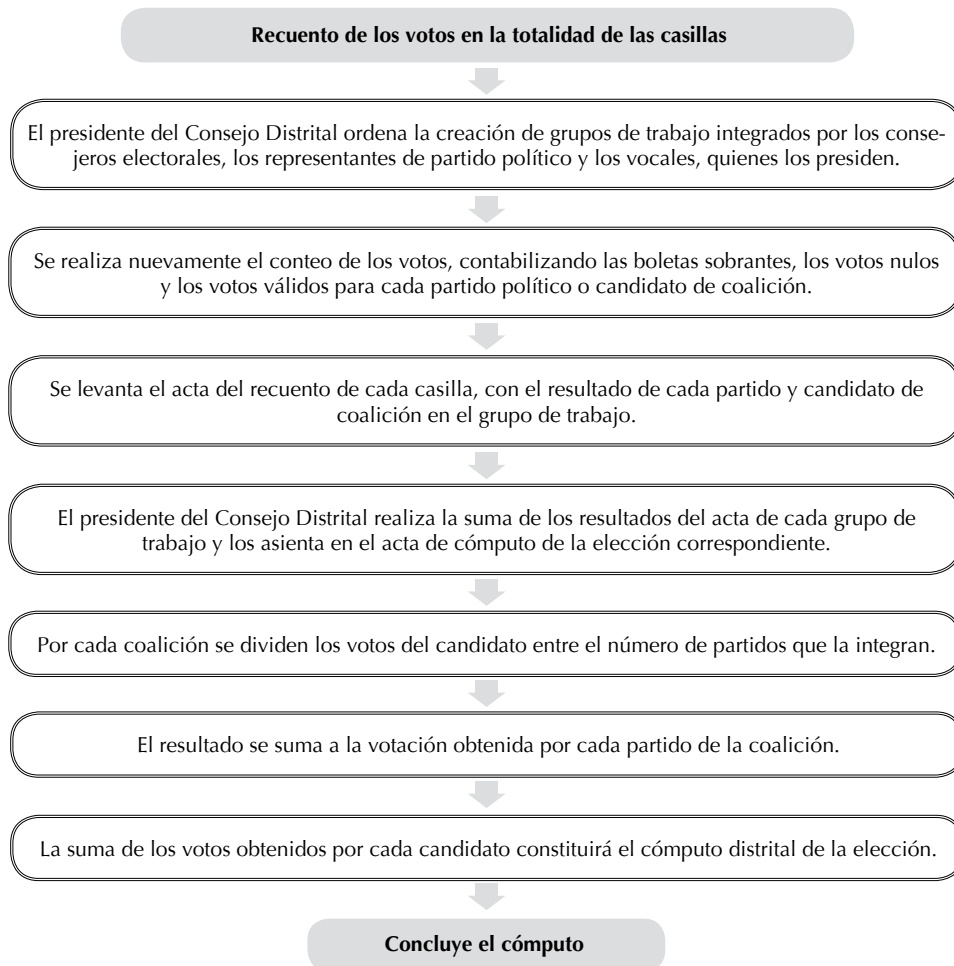 Recuento de los votos en la totalidad de las casillas
El presidente del Consejo Distrital ordena la creación de grupos de trabajo integrados por los conse-
jeros electorales, los representantes de partido político y los vocales, quienes los presiden.
Se realiza nuevamente el conteo de los votos, contabilizando las boletas sobrantes, los votos nulos
y los votos válidos para cada partido político o candidato de coalición.
Se levanta el acta del recuento de cada casilla, con el resultado de cada partido y candidato de
coalición en el grupo de trabajo.
El presidente del Consejo Distrital realiza la suma de los resultados del acta de cada grupo de
trabajo y los asienta en el acta de cómputo de la elección correspondiente.
Por cada coalición se dividen los votos del candidato entre el número de partidos que la integran.
El resultado se suma a la votación obtenida por cada partido de la coalición.
La suma de los votos obtenidos por cada candidato constituirá el cómputo distrital de la elección.
Concluye el cómputo